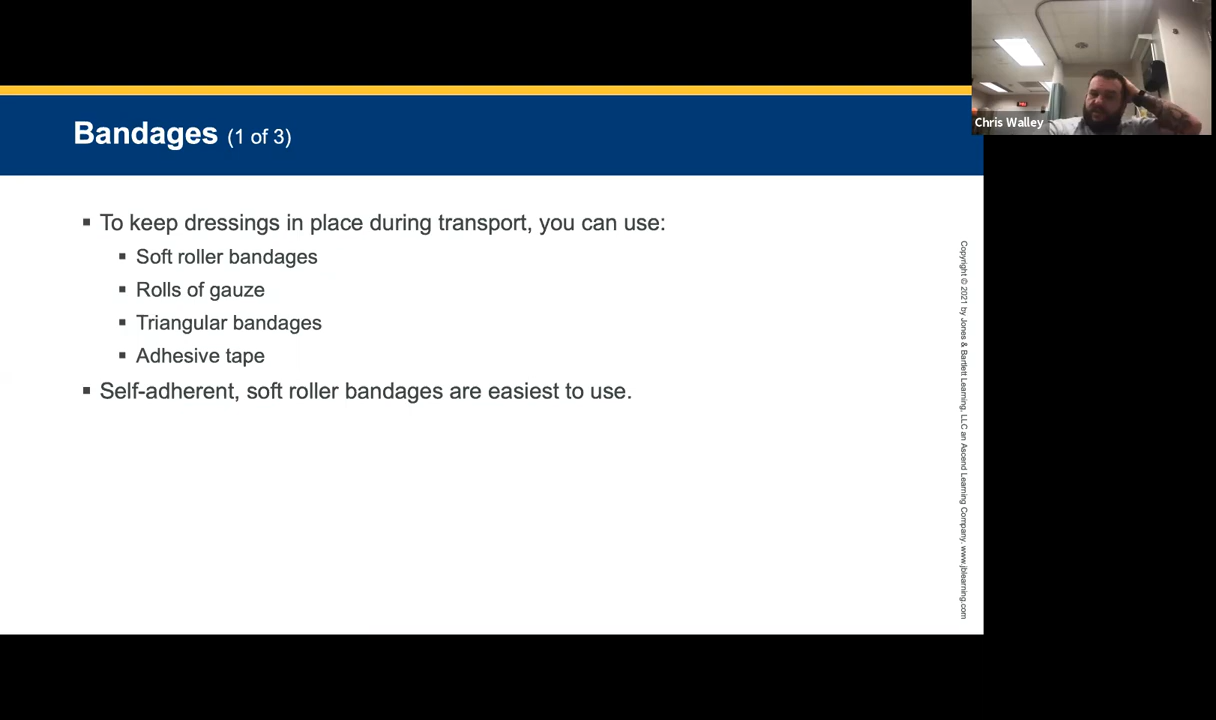 Bandages (1 of 3)
▪ To keep dressings in place during transport, you can use:
▪ Soft roller bandages
▪ Rolls of gauze
▪ Triangular bandages
▪ Adhesive tape
▪ Self-adherent, soft roller bandages are easiest to use.
Copyright © 2021 by Jones & Bartlett Learning, LLC an Ascend Learning Company. www.jblearning.com
Chris Walley